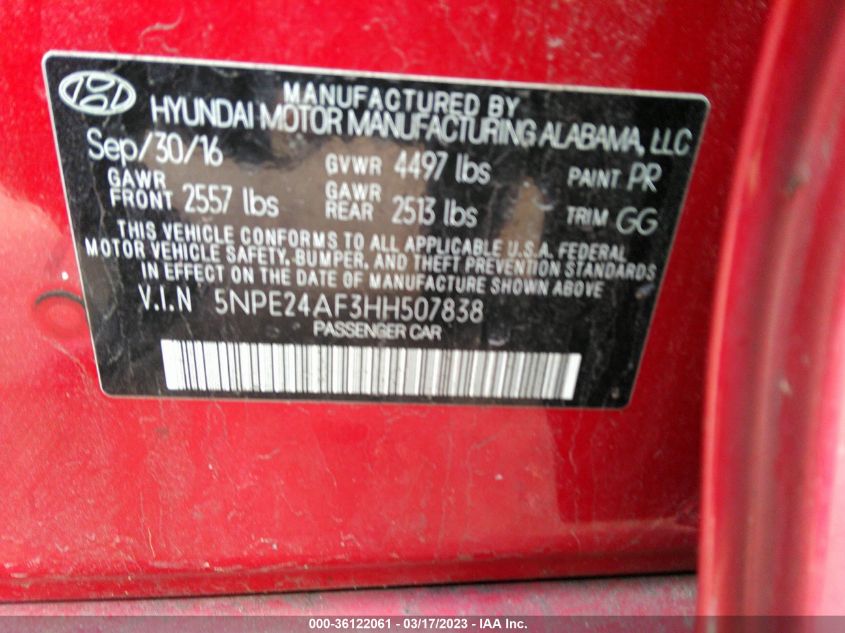 MANUFACTURED BY
HYUNDAI MOTOR MANUFACTURING ALABAMA, LLC
Sep/30/16 GVWR 4497 lbs PAINT PR
GAWR FRONT 2557 lbs GAWR REAR 2513 lbs TRIM GG
THIS VEHICLE CONFORMS TO ALL APPLICABLE U.S.A. FEDERAL
MOTOR VEHICLE SAFETY, BUMPER, AND THEFT PREVENTION STANDARDS
IN EFFECT ON THE DATE OF MANUFACTURE SHOWN ABOVE
V.I.N 5NPE24AF3HH507838
PASSENGER CAR
000-36122061 - 03/17/2023 - IAA Inc.